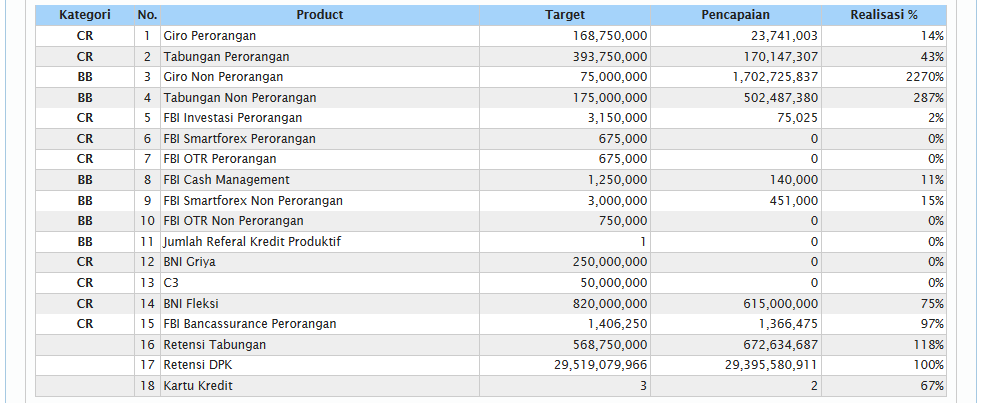 Kategori No. Product Target Pencapaian Realisasi %
CR 1 Giro Perorangan 168,750,000 23,741,003 14%
CR 2 Tabungan Perorangan 393,750,000 170,147,307 43%
BB 3 Giro Non Perorangan 75,000,000 1,702,725,837 2270%
BB 4 Tabungan Non Perorangan 175,000,000 502,487,380 287%
CR 5 FBI Investasi Perorangan 3,150,000 75,025 2%
CR 6 FBI Smartforex Perorangan 675,000 0 0%
CR 7 FBI OTR Perorangan 675,000 0 0%
BB 8 FBI Cash Management 1,250,000 140,000 11%
BB 9 FBI Smartforex Non Perorangan 3,000,000 451,000 15%
BB 10 FBI OTR Non Perorangan 750,000 0 0%
BB 11 Jumlah Referal Kredit Produktif 1 0 0%
CR 12 BNI Griya 250,000,000 0 0%
CR 13 C3 50,000,000 0 0%
CR 14 BNI Fleksi 820,000,000 615,000,000 75%
CR 15 FBI Bancassurance Perorangan 1,406,250 1,366,475 97%
16 Retensi Tabungan 568,750,000 672,634,687 118%
17 Retensi DPK 29,519,079,966 29,395,580,911 100%
18 Kartu Kredit 3 2 67%